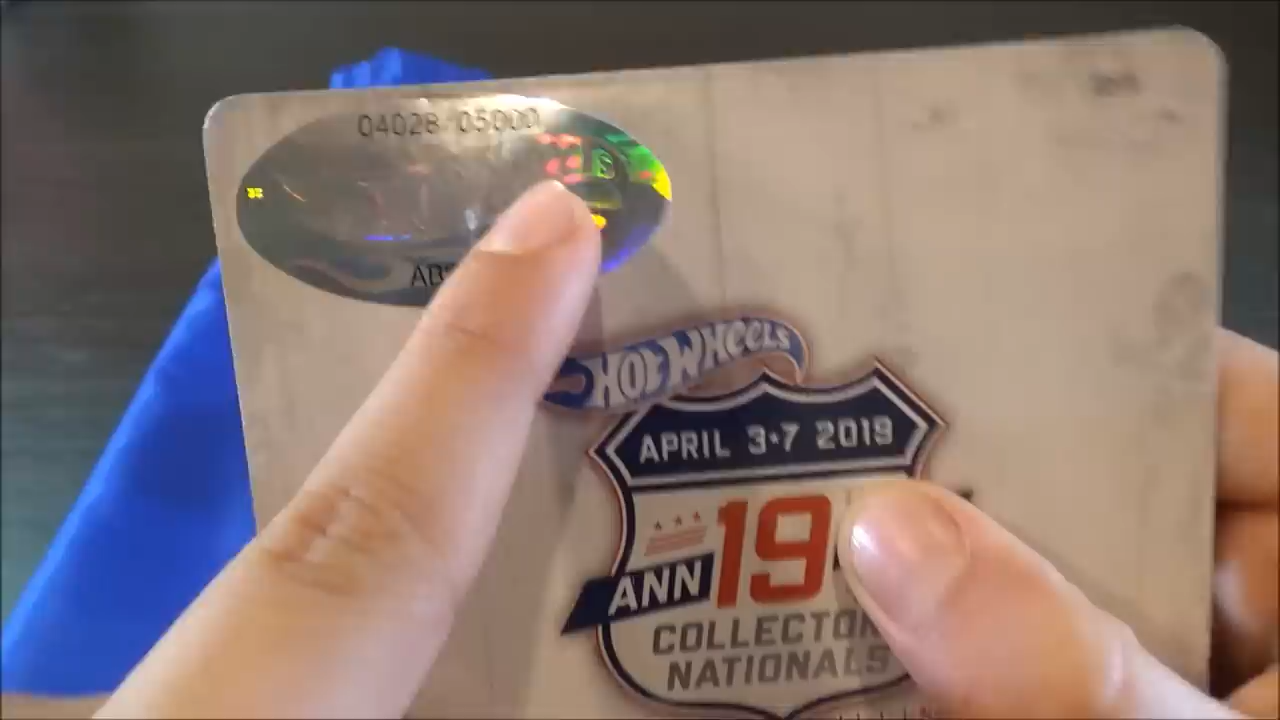 04028 05000
HOT WHEELS
APRIL 3-7 2019
ANN 19
COLLECTOR
NATIONALS